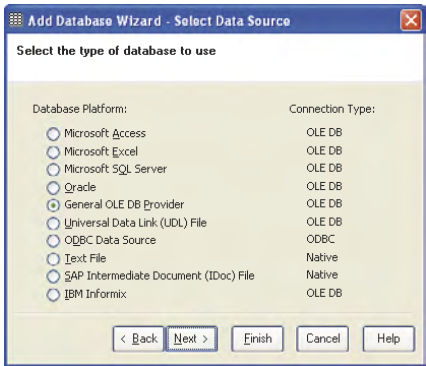 Add Database Wizard - Select Data Source
Select the type of database to use
Database Platform: Connection Type:
Microsoft Access OLE DB
Microsoft Excel OLE DB
Microsoft SQL Server OLE DB
Oracle OLE DB
General OLE DB Provider OLE DB
Universal Data Link (UDL) File OLE DB
ODBC Data Source ODBC
Text File Native
SAP Intermediate Document (IDoc) File Native
IBM Informix OLE DB
< Back Next > Finish Cancel Help